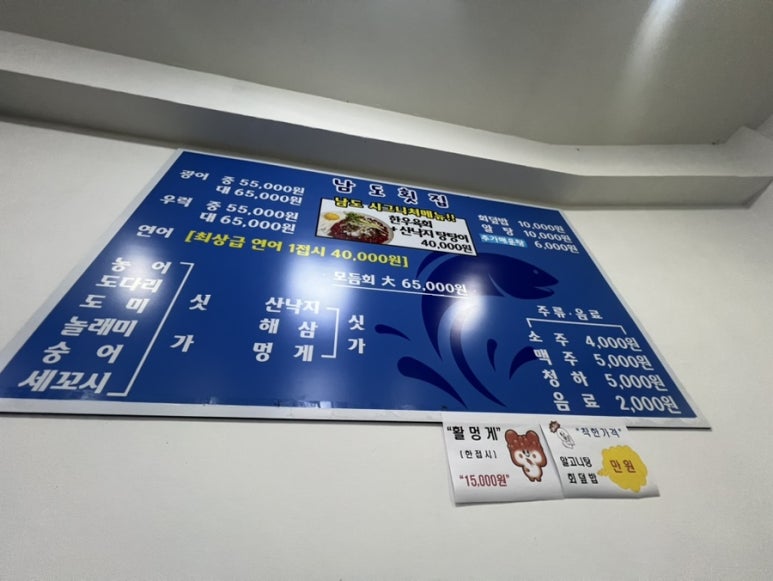 남도횟집
광어 중 55,000원
대 65,000원
우럭 중 55,000원
대 65,000원
연어 [최상급 연어 1접시 40,000원]
남도 시그니처메뉴!!
한우육회
+ 산낙지 탕탕이
40,000원
회덮밥 10,000원
알탕 10,000원
추가매운탕 6,000원
모듬회 大 65,000원
농어
도다리
도미
놀래미
숭어
세꼬시
싯가
산낙지
해삼
멍게
싯가
주류·음료
소주 4,000원
맥주 5,000원
청하 5,000원
음료 2,000원
"활멍게"
(한접시)
"15,000원"
"착한가격"
알고니탕
회덮밥
만원